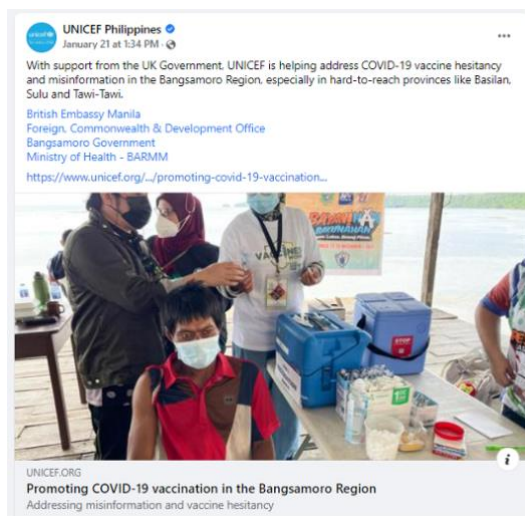 UNICEF Philippines
January 21 at 1:34 PM ·
With support from the UK Government, UNICEF is helping address COVID-19 vaccine hesitancy
and misinformation in the Bangsamoro Region, especially in hard-to-reach provinces like Basilan,
Sulu and Tawi-Tawi.
British Embassy Manila
Foreign, Commonwealth & Development Office
Bangsamoro Government
Ministry of Health - BARMM
https://www.unicef.org/.../promoting-covid-19-vaccination...
VACCINES
STOP
UNICEF.ORG
Promoting COVID-19 vaccination in the Bangsamoro Region
Addressing misinformation and vaccine hesitancy